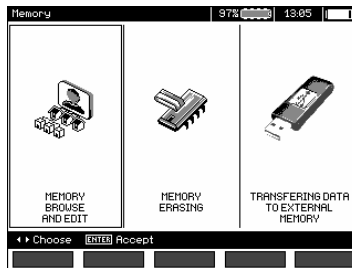 Memory 97% 13:05
MEMORY
BROWSE
AND EDIT
MEMORY
ERASING
TRANSFERING DATA
TO EXTERNAL
MEMORY
Choose ENTER Accept